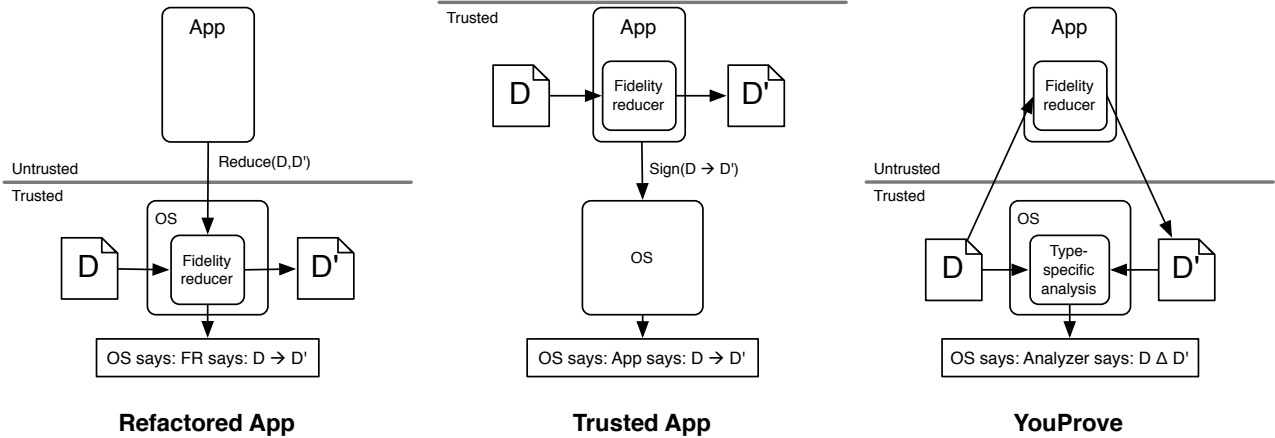 App
Reduce(D,D')
Untrusted
Trusted
OS
D
Fidelity
reducer
D'
OS says: FR says: D → D'
Refactored App
Trusted
App
D
Fidelity
reducer
D'
Sign(D → D')
OS
OS says: App says: D → D'
Trusted App
App
Fidelity
reducer
Untrusted
Trusted
OS
D
Type-
specific
analysis
D'
OS says: Analyzer says: D Δ D'
YouProve